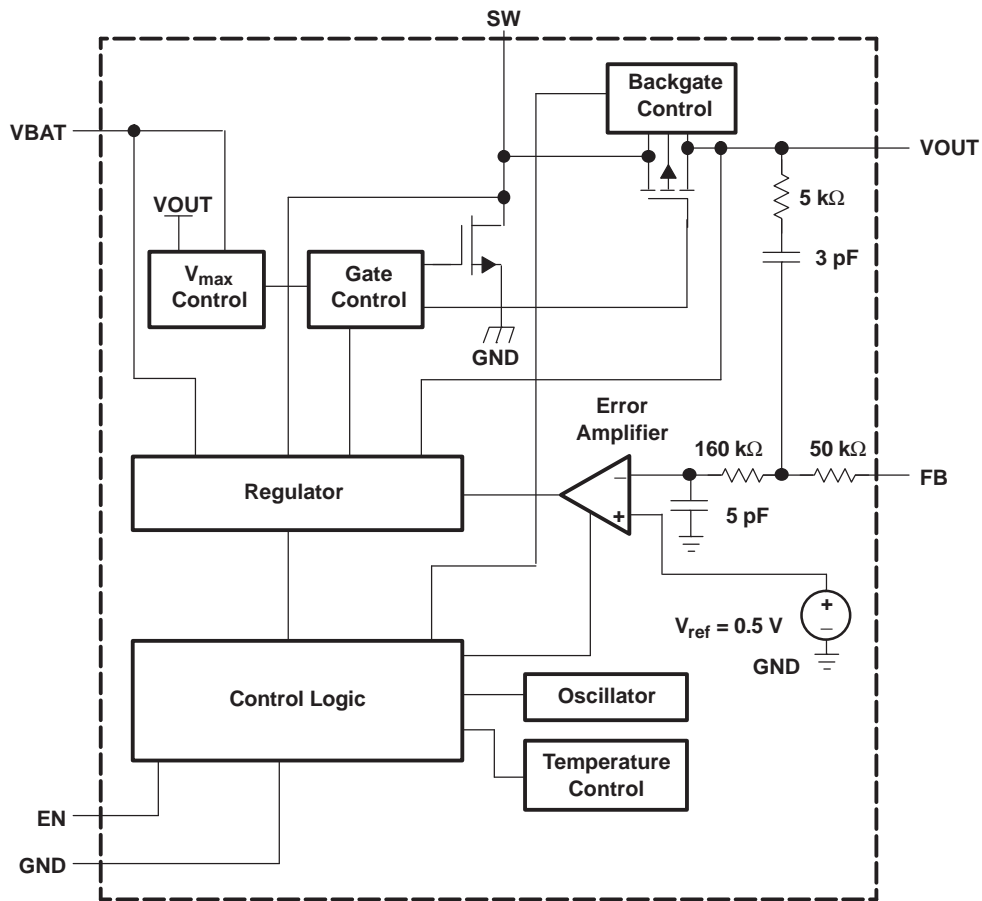 SW
Backgate
Control
VBAT
VOUT
VOUT
5 kΩ
3 pF
Vmax
Control
Gate
Control
GND
Error
Amplifier
160 kΩ
50 kΩ
Regulator
−
+
FB
5 pF
+
−
Vref = 0.5 V
GND
Control Logic
Oscillator
Temperature
Control
EN
GND